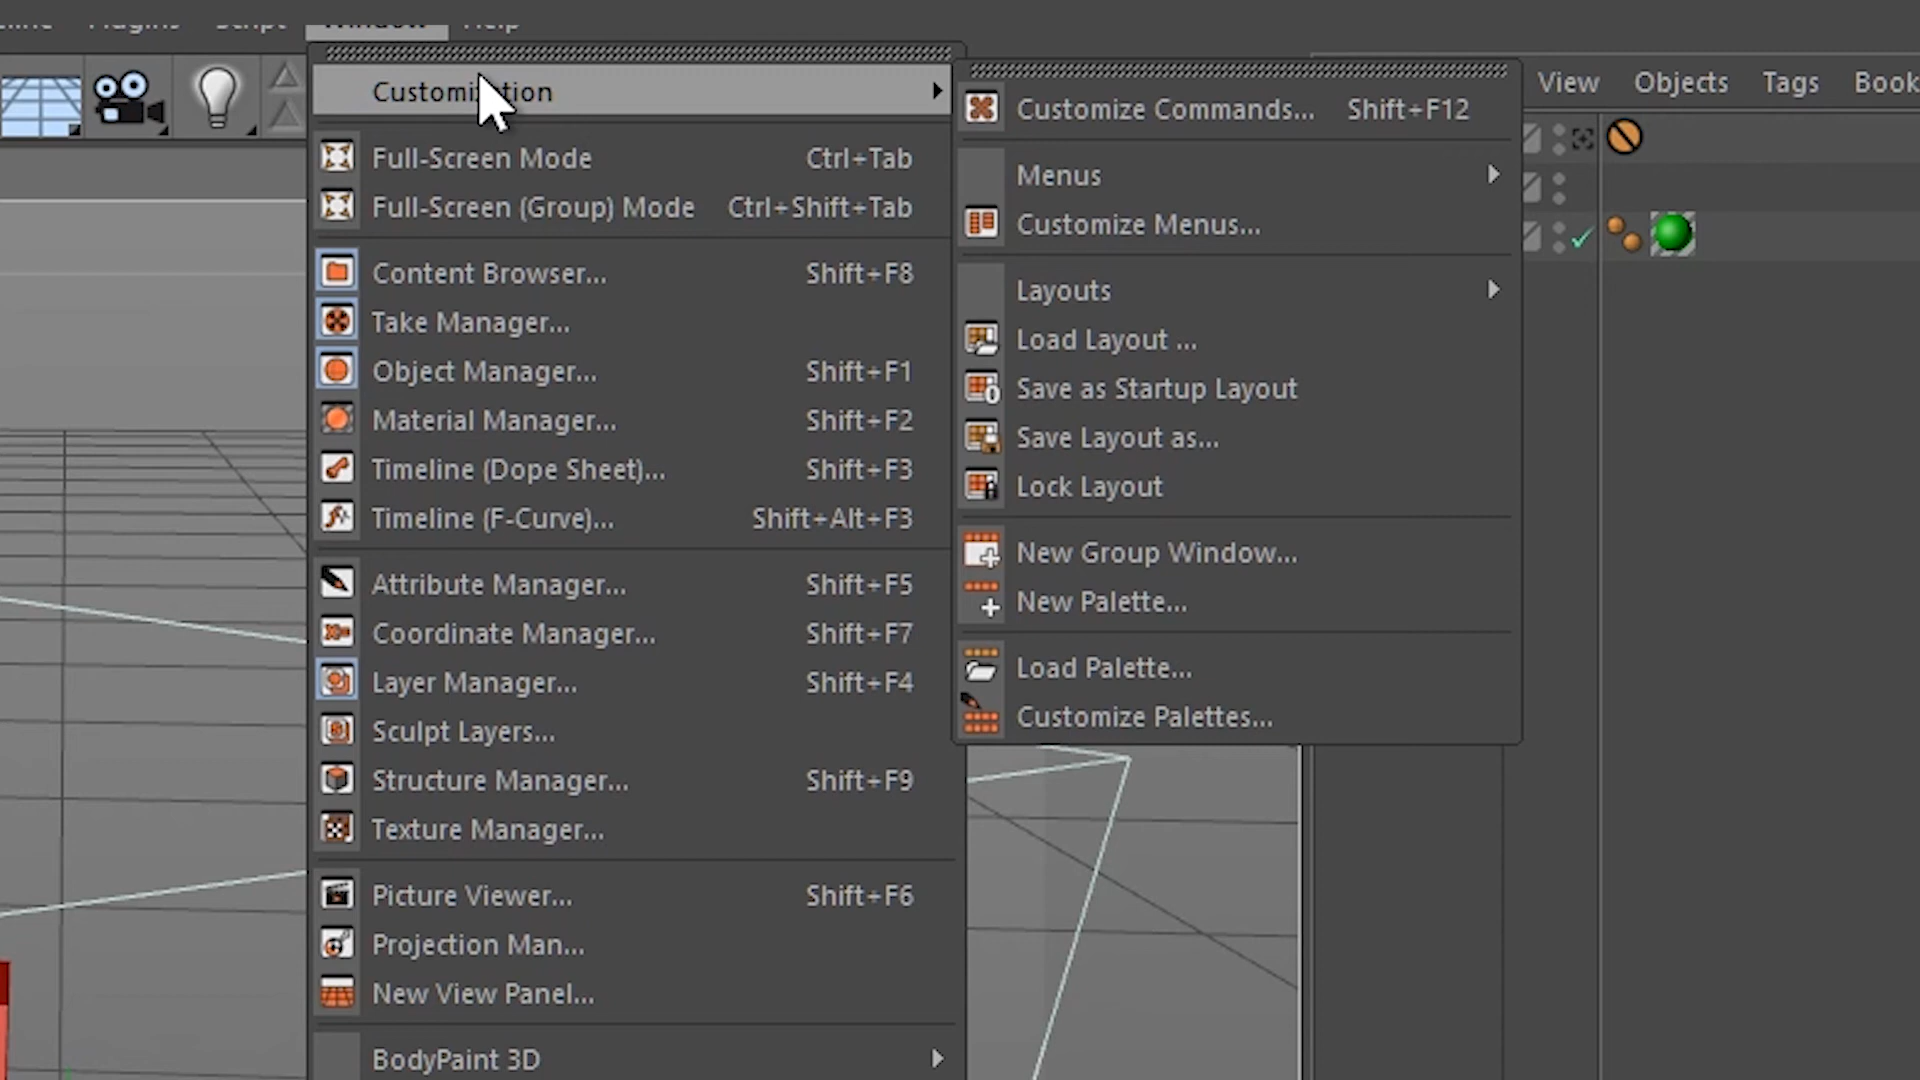 Plugins Script Window Help
Customization
Full-Screen Mode Ctrl+Tab
Full-Screen (Group) Mode Ctrl+Shift+Tab
Content Browser... Shift+F8
Take Manager...
Object Manager... Shift+F1
Material Manager... Shift+F2
Timeline (Dope Sheet)... Shift+F3
Timeline (F-Curve)... Shift+Alt+F3
Attribute Manager... Shift+F5
Coordinate Manager... Shift+F7
Layer Manager... Shift+F4
Sculpt Layers...
Structure Manager... Shift+F9
Texture Manager...
Picture Viewer... Shift+F6
Projection Man...
New View Panel...
BodyPaint 3D
Customize Commands... Shift+F12
Menus
Customize Menus...
Layouts
Load Layout ...
Save as Startup Layout
Save Layout as...
Lock Layout
New Group Window...
New Palette...
Load Palette...
Customize Palettes...
View Objects Tags Book